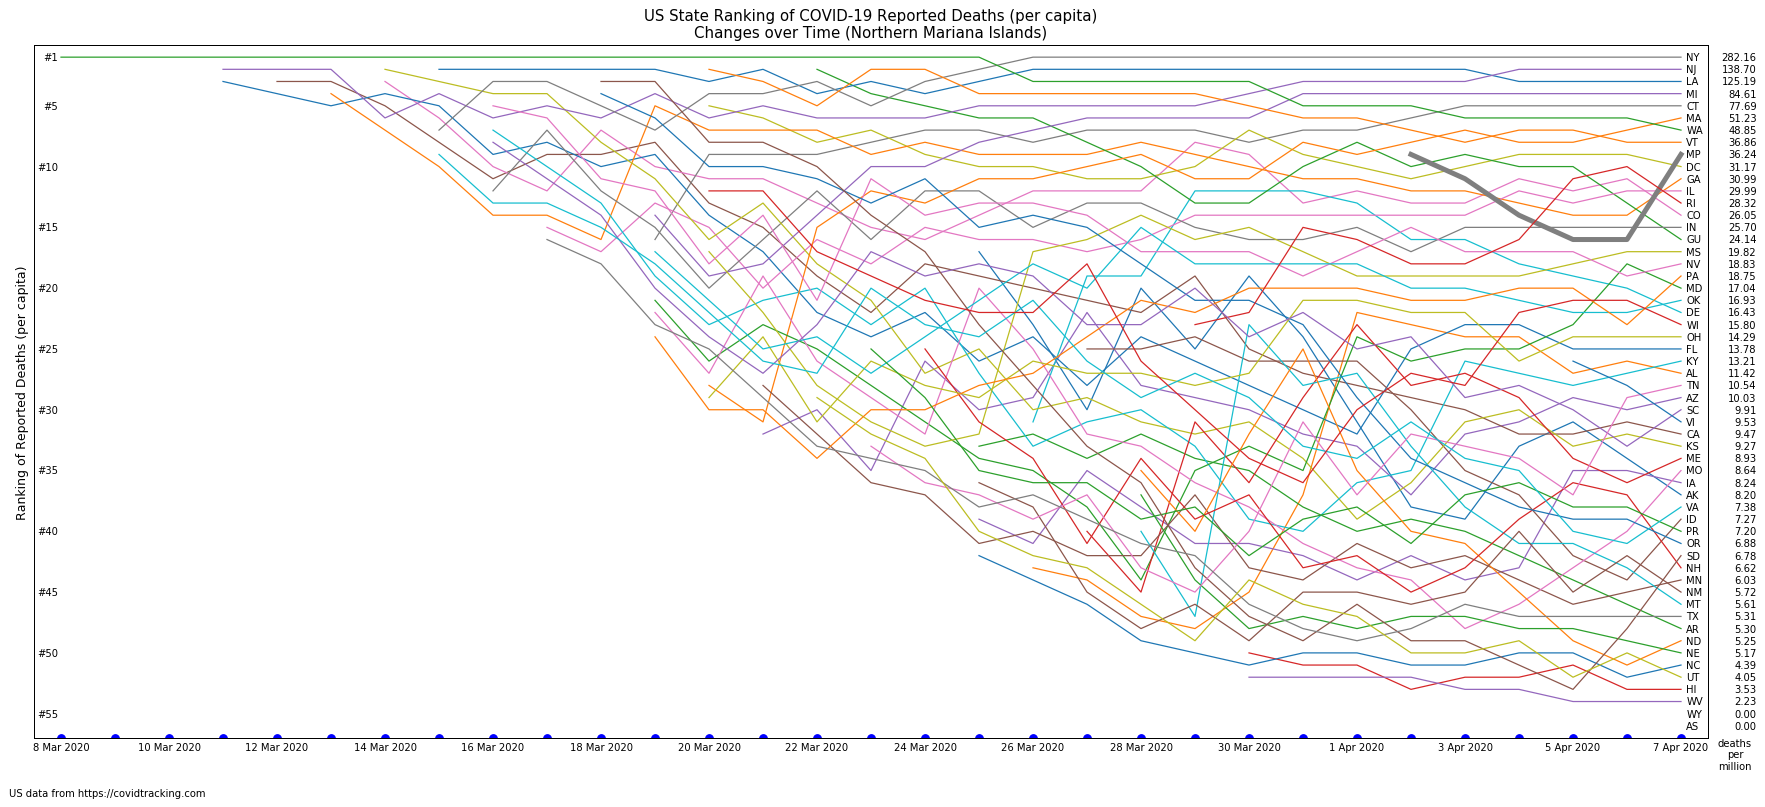 US State Ranking of COVID-19 Reported Deaths (per capita)
Changes over Time (Northern Mariana Islands)
Ranking of Reported Deaths (per capita)
#1
#5
#10
#15
#20
#25
#30
#35
#40
#45
#50
#55
NY 282.16
NJ 138.70
LA 125.19
MI 84.61
CT 77.69
MA 51.23
WA 48.85
VT 36.86
MP 36.24
DC 31.17
GA 30.99
IL 29.99
RI 28.32
CO 26.05
IN 25.70
GU 24.14
MS 19.82
NV 18.83
PA 18.75
MD 17.04
OK 16.93
DE 16.43
WI 15.80
OH 14.29
FL 13.78
KY 13.21
AL 11.42
TN 10.54
AZ 10.03
SC 9.91
VI 9.53
CA 9.47
KS 9.27
ME 8.93
MO 8.64
IA 8.24
AK 8.20
VA 7.38
ID 7.27
PR 7.20
OR 6.88
SD 6.78
NH 6.62
MN 6.03
NM 5.72
MT 5.61
TX 5.31
AR 5.30
ND 5.25
NE 5.17
NC 4.39
UT 4.05
HI 3.53
WV 2.23
WY 0.00
AS 0.00
8 Mar 2020 10 Mar 2020 12 Mar 2020 14 Mar 2020 16 Mar 2020 18 Mar 2020 20 Mar 2020 22 Mar 2020 24 Mar 2020 26 Mar 2020 28 Mar 2020 30 Mar 2020 1 Apr 2020 3 Apr 2020 5 Apr 2020 7 Apr 2020
deaths
per
million
US data from https://covidtracking.com